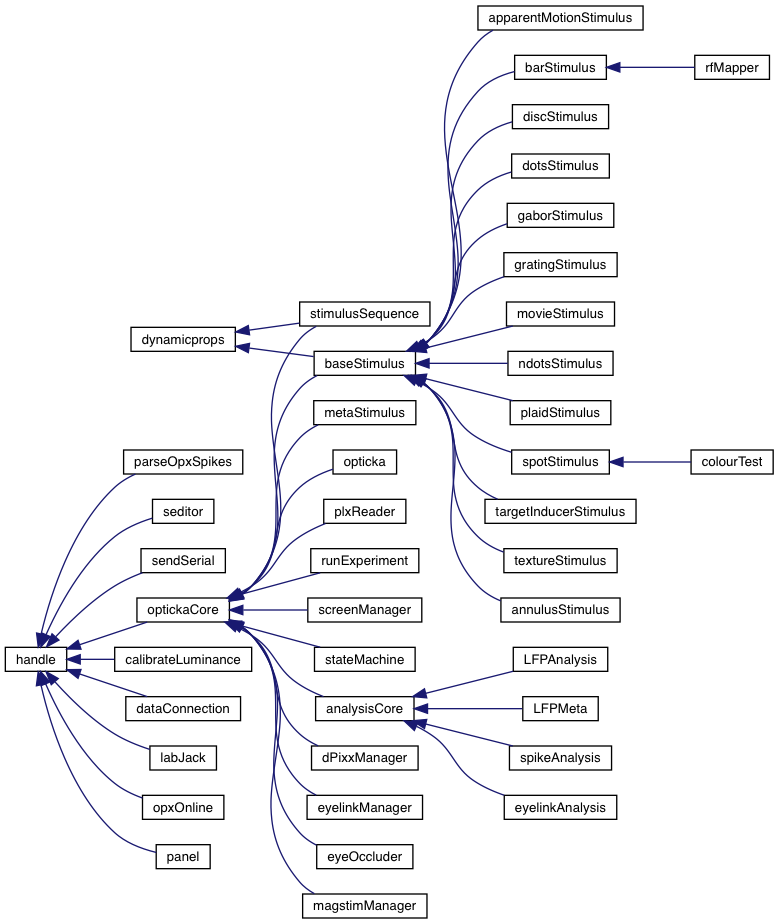 apparentMotionStimulus
barStimulus
rfMapper
discStimulus
dotsStimulus
gaborStimulus
gratingStimulus
stimulusSequence
movieStimulus
dynamicprops
baseStimulus
ndotsStimulus
metaStimulus
plaidStimulus
parseOpxSpikes
opticka
spotStimulus
colourTest
seditor
plxReader
targetInducerStimulus
sendSerial
runExperiment
textureStimulus
optickaCore
screenManager
annulusStimulus
handle
calibrateLuminance
stateMachine
LFPAnalysis
dataConnection
analysisCore
LFPMeta
labJack
dPixxManager
spikeAnalysis
opxOnline
eyelinkManager
eyelinkAnalysis
panel
eyeOccluder
magstimManager